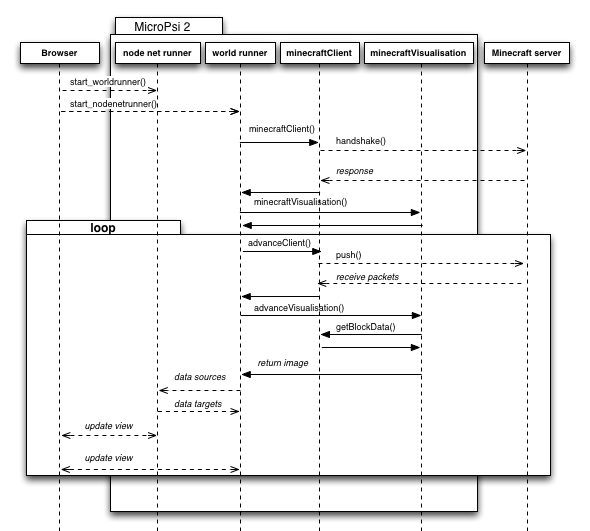 MicroPsi 2
Browser
node net runner
world runner
minecraftClient
minecraftVisualisation
Minecraft server
start_worldrunner()
start_nodenetrunner()
minecraftClient()
handshake()
response
minecraftVisualisation()
loop
advanceClient()
push()
receive packets
advanceVisualisation()
getBlockData()
return image
data sources
data targets
update view
update view